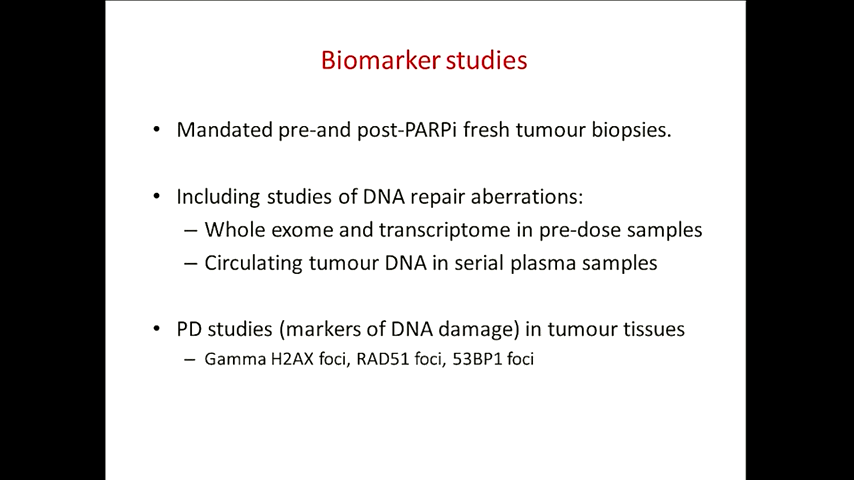 Biomarker studies
• Mandated pre-and post-PARPi fresh tumour biopsies.
• Including studies of DNA repair aberrations:
– Whole exome and transcriptome in pre-dose samples
– Circulating tumour DNA in serial plasma samples
• PD studies (markers of DNA damage) in tumour tissues
– Gamma H2AX foci, RAD51 foci, 53BP1 foci